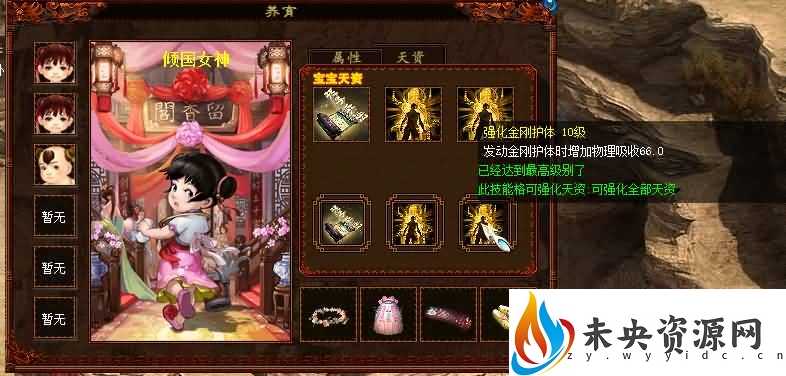 养育
倾国女神
属性
天资
宝宝天资
留香阁
强化金刚护体 10级
发动金刚护体时增加物理吸收66.0
已经达到最高级别了
此技能格可强化天资:可强化全部天资
暂无
暂无
暂无
未央资源网
zy.wyyidc.cn